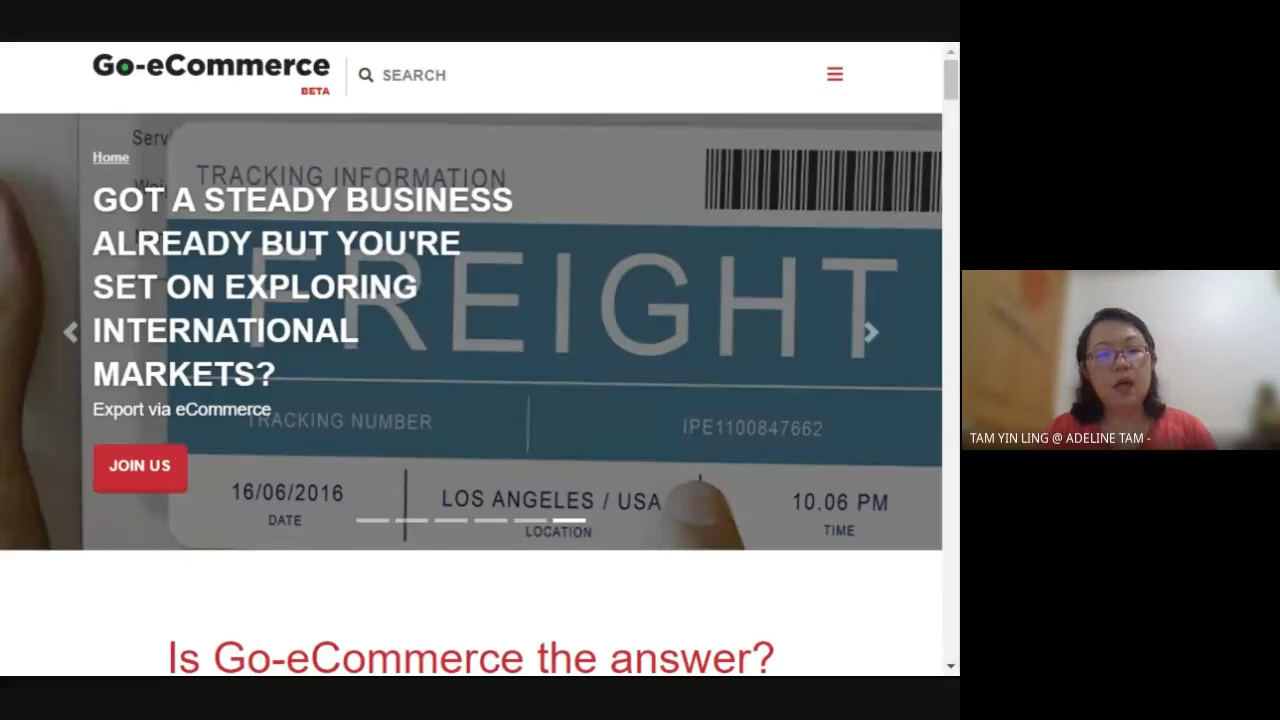 Go-eCommerce
BETA
SEARCH
Home
TRACKING INFORMATION
GOT A STEADY BUSINESS
ALREADY BUT YOU'RE
SET ON EXPLORING
INTERNATIONAL
MARKETS?
FREIGHT
Export via eCommerce
TRACKING NUMBER
IPE1100847662
JOIN US
16/06/2016
DATE
LOS ANGELES / USA
LOCATION
10.06 PM
TIME
Is Go-eCommerce the answer?
TAM YIN LING @ ADELINE TAM -